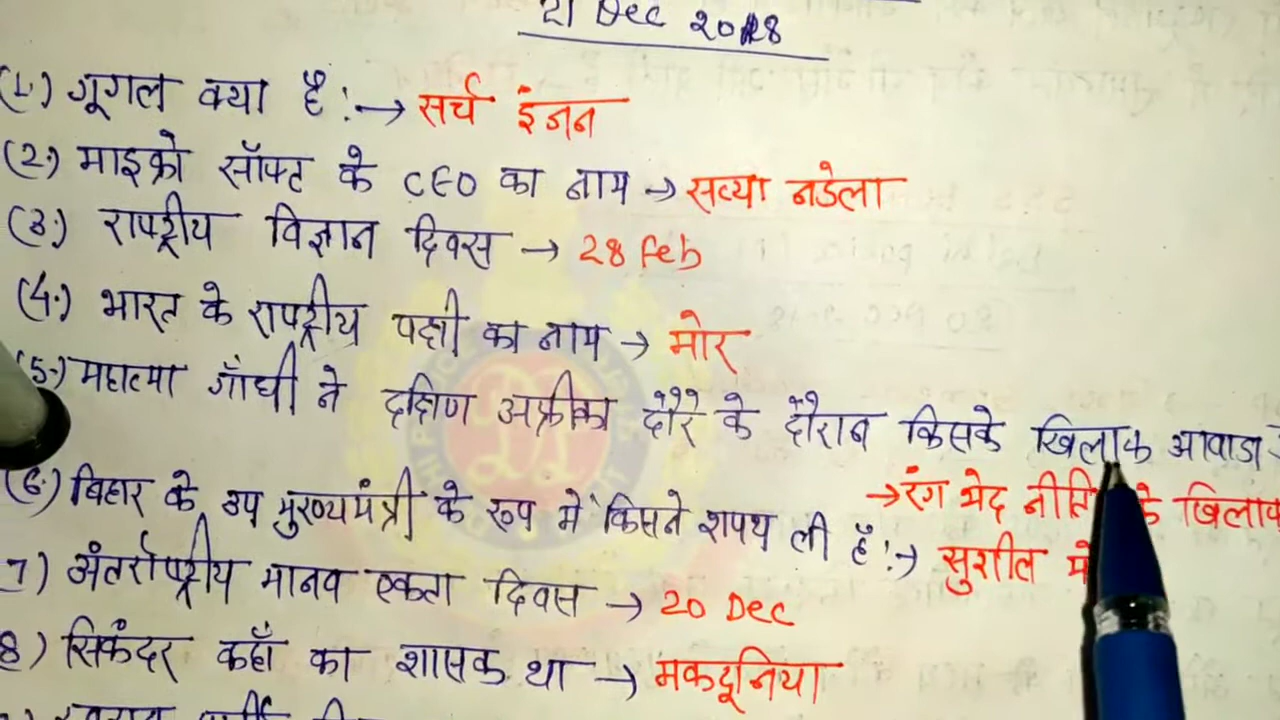 21 Dec 2018
(1.) गूगल क्या है :→ सर्च इंजन
(2.) माइक्रो सॉफ्ट के CEO का नाम → सत्या नडेला
(3.) राष्ट्रीय विज्ञान दिवस → 28 Feb
(4.) भारत के राष्ट्रीय पक्षी का नाम → मोर
(5.) महात्मा गाँधी ने दक्षिण अफ्रीका दौरे के दौरान किसके खिलाफ आवाज
→ रंग भेद नीति के खिलाफ
(6.) बिहार के उप मुख्यमंत्री के रूप में किसने शपथ ली है :→ सुशील
7) अंतर्राष्ट्रीय मानव एकता दिवस → 20 Dec
8) सिकंदर कहाँ का शासक था → मकदूनिया